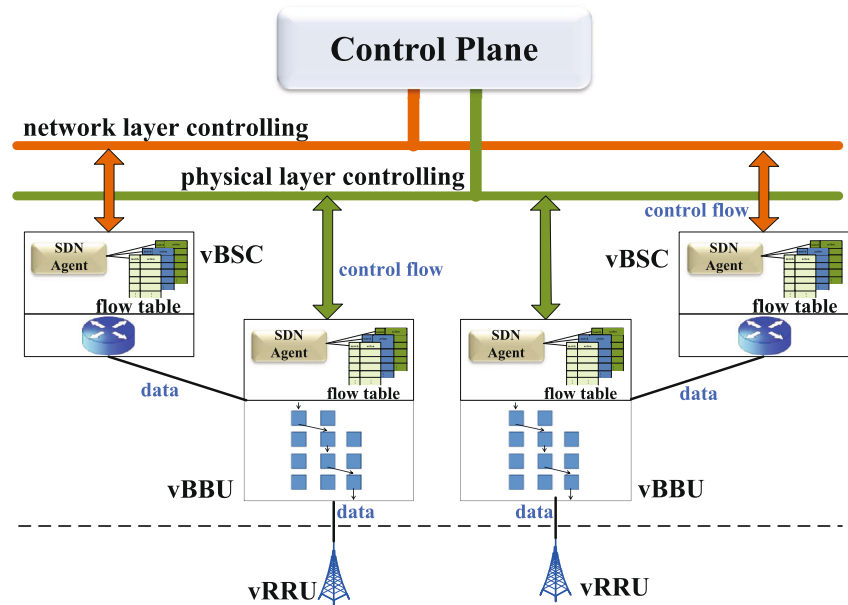 Control Plane
network layer controlling
physical layer controlling
control flow
SDN
Agent
vBSC
flow table
control flow
vBSC
SDN
Agent
flow table
SDN
Agent
flow table
SDN
Agent
flow table
data
data
vBBU
vBBU
data
data
vRRU
vRRU